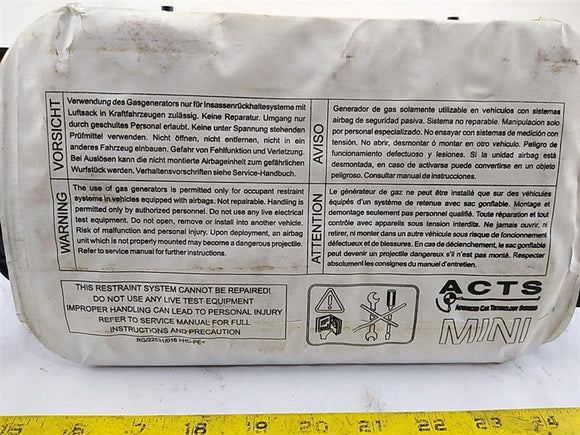 VORSICHT
Verwendung des Gasgenerators nur für Insassenrückhaltesysteme mit
Luftsack in Kraftfahrzeugen zulässig. Keine Reparatur. Umgang nur
durch geschultes Personal erlaubt. Keine unter Spannung stehenden
Prüfmittel verwenden. Nicht öffnen, nicht entfernen, nicht in ein
anderes Fahrzeug einbauen. Gefahr von Fehlfunktion und Verletzung.
Bei Auslösen kann die nicht montierte Airbageinheit zum gefährlichen
Wurfstück werden. Verhaltensvorschriften siehe Service-Handbuch.
AVISO
Generador de gas solamente utilizable en vehículos con sistemas
airbag de seguridad pasiva. Sistema no reparable. Manipulacion solo
por personal especializado. No ensayar con sistemas de medición con
tensión. No abrir, desmontar ó montar en otro vehículo. Peligro de
funcionamiento defectuoso y lesiones. Si la unidad airbag está
desmontada, en caso de activarse puede convertirse en un objeto
peligroso. Consultar manual de instrucciones.
WARNING
The use of gas generators is permitted only for occupant restraint
systems in vehicles equipped with airbags. Not repairable. Handling is
permitted only by authorized personel. Do not use any live electrical
test equipment. Do not open, remove or install into another vehicle.
Risk of malfunction and personal injury. Upon deployment, an airbag
unit which is not properly mounted may become a dangerous projectile.
Refer to service manual for further instructions.
ATTENTION
Le générateur de gaz ne peut être installé que sur des véhicules
équipés d'un système avec sac gonflable. Montage et
demontage seulement pas personnel qualifié. Toute réparation et tout
contrôle avec appareils sous tension interdits. Ne jamais ouvrir, ni
retirer, ni monter dans un autre véhicule sous risque de fonctionnement
défectueux et de blessures. En cas de déclenchement, le sac gonflable
peut devenir un projectile dangereux s'il n'est pas monté. Respecter
absolument les consignes du manuel d'entretien.
THIS RESTRAINT SYSTEM CANNOT BE REPAIRED!
DO NOT USE ANY LIVE TEST-EQUIPMENT
IMPROPER HANDLING CAN LEAD TO PERSONAL INJURY
REFER TO SERVICE MANUAL FOR FULL
INSTRUCTIONS AND PRECAUTION
RG/22531/016 >HD-PE<
ACTS
Advanced Car Technology Systems
MINI
15 16 17 18 19 20 21 22 23 24